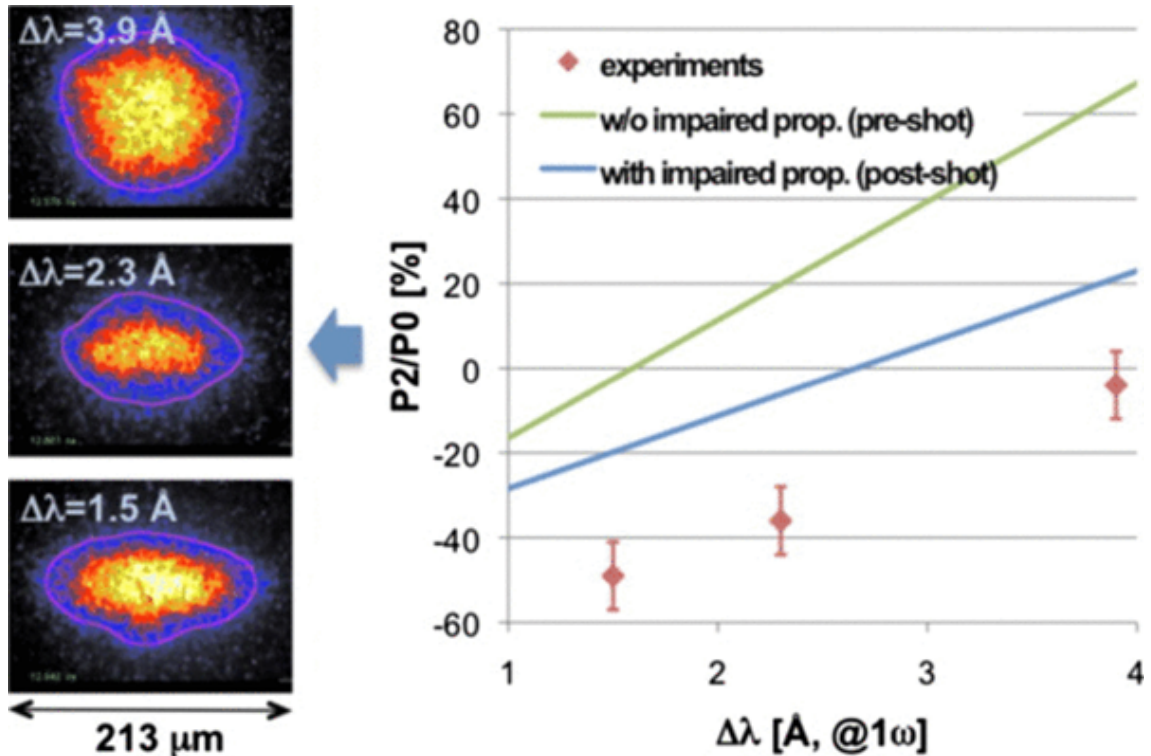 Δλ=3.9 Å
Δλ=2.3 Å
Δλ=1.5 Å
213 μm
80
60
40
20
0
-20
-40
-60
P2/P0 [%]
experiments
w/o impaired prop. (pre-shot)
with impaired prop. (post-shot)
1 2 3 4
Δλ [Å, @1ω]